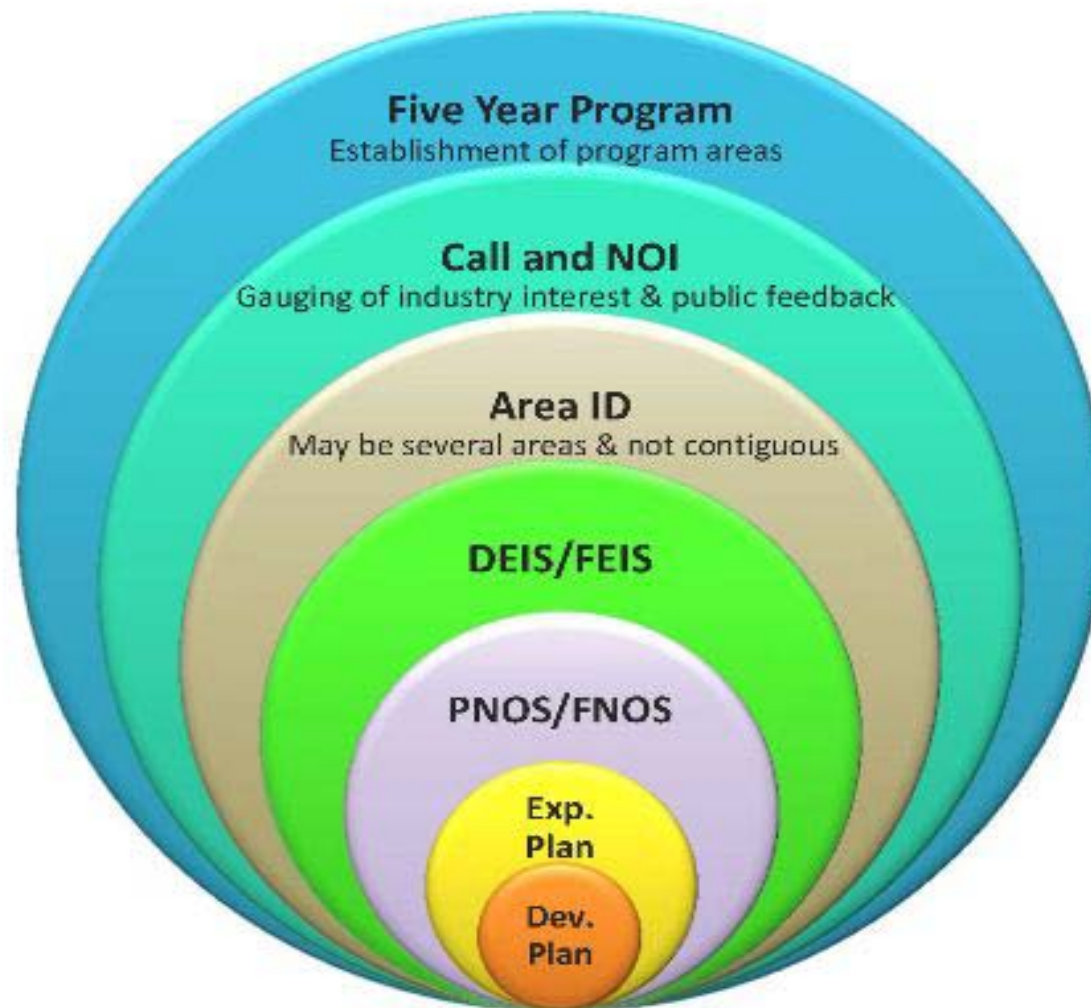 Five Year Program
Establishment of program areas
Call and NOI
Gauging of industry interest & public feedback
Area ID
May be several areas & not contiguous
DEIS/FEIS
PNOS/FNOS
Exp.
Plan
Dev.
Plan